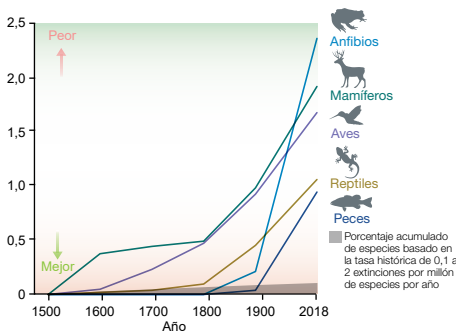 2,5
2,0
1,5
1,0
0,5
0
Peor
Mejor
1500
1600
1700
1800
1900
2018
Año
Anfibios
Mamíferos
Aves
Reptiles
Peces
Porcentaje acumulado
de especies basado en
la tasa histórica de 0,1 a
2 extinciones por millón
de especies por año